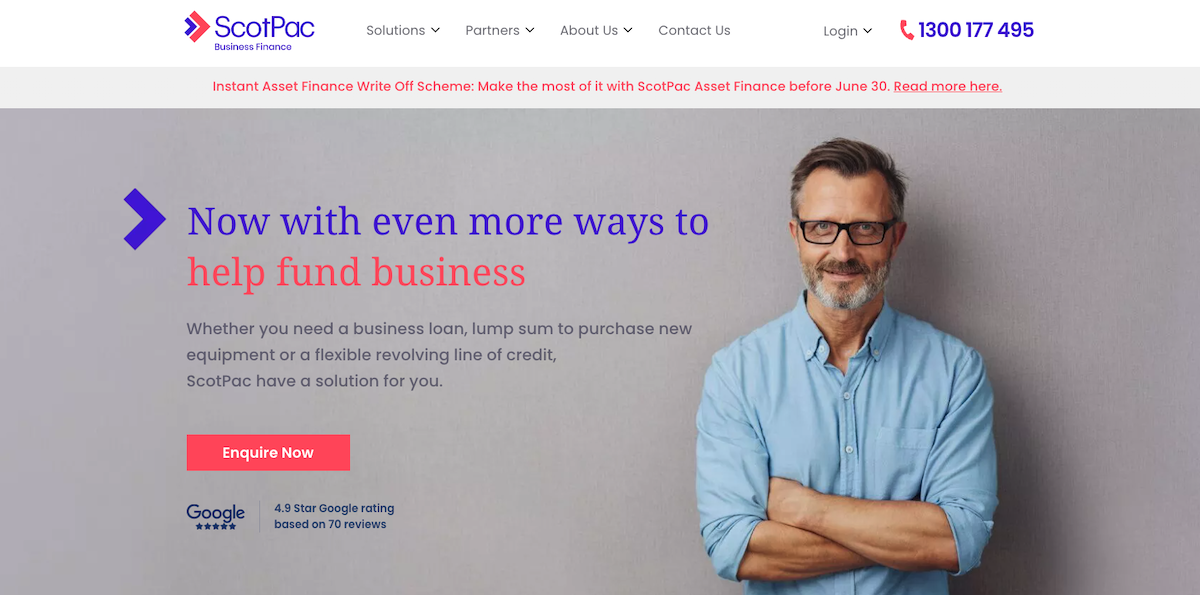 ScotPac
Business Finance
Solutions
Partners
About Us
Contact Us
Login
1300 177 495
Instant Asset Finance Write Off Scheme: Make the most of it with ScotPac Asset Finance before June 30. Read more here.
Now with even more ways to
help fund business
Whether you need a business loan, lump sum to purchase new
equipment or a flexible revolving line of credit,
ScotPac have a solution for you.
Enquire Now
Google
4.9 Star Google rating
based on 70 reviews